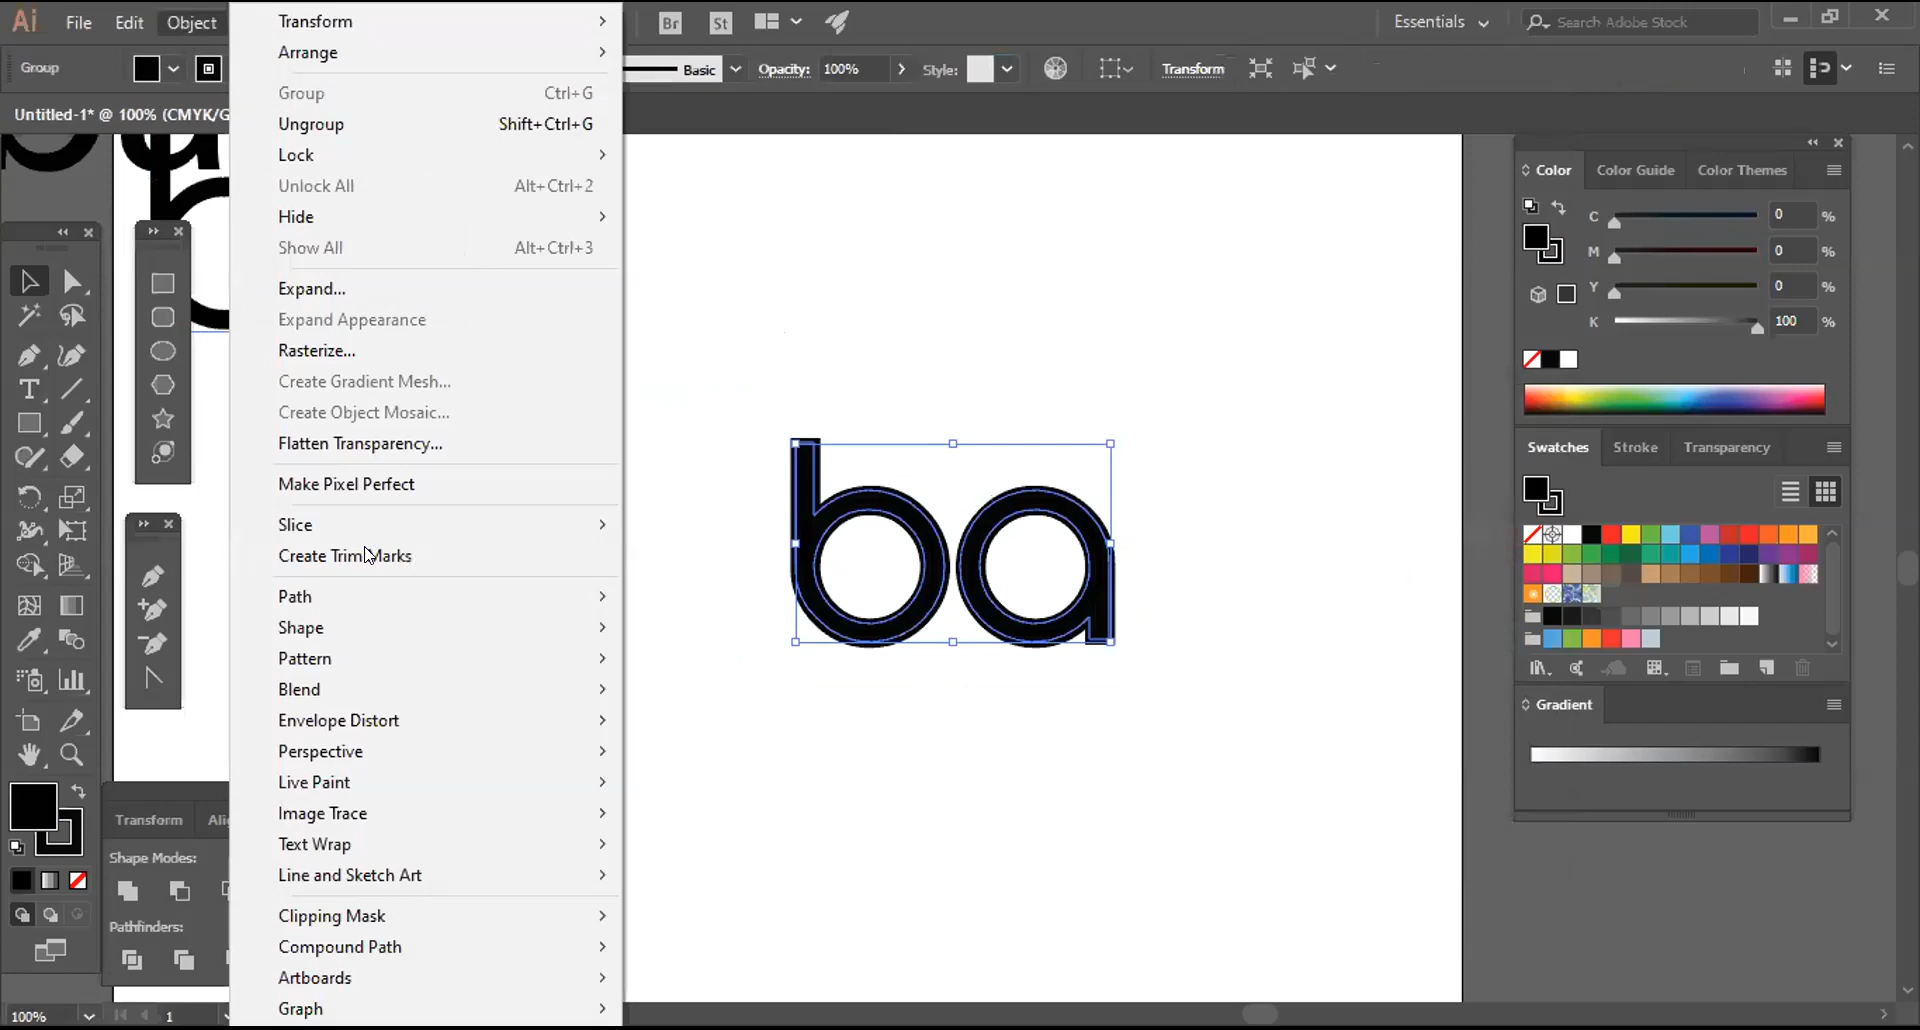 Ai File Edit Object Br St Essentials Search Adobe Stock
Group Basic Opacity: 100% Style: Transform
Untitled-1* @ 100% (CMYK/G
Transform
Arrange
Group Ctrl+G
Ungroup Shift+Ctrl+G
Lock
Unlock All Alt+Ctrl+2
Hide
Show All Alt+Ctrl+3
Expand...
Expand Appearance
Rasterize...
Create Gradient Mesh...
Create Object Mosaic...
Flatten Transparency...
Make Pixel Perfect
Slice
Create Trim Marks
Path
Shape
Pattern
Blend
Envelope Distort
Perspective
Live Paint
Image Trace
Text Wrap
Line and Sketch Art
Clipping Mask
Compound Path
Artboards
Graph
ba
Color Color Guide Color Themes
C 0 %
M 0 %
Y 0 %
K 100 %
Swatches Stroke Transparency
Gradient
Transform Ali
Shape Modes:
Pathfinders:
100% 1